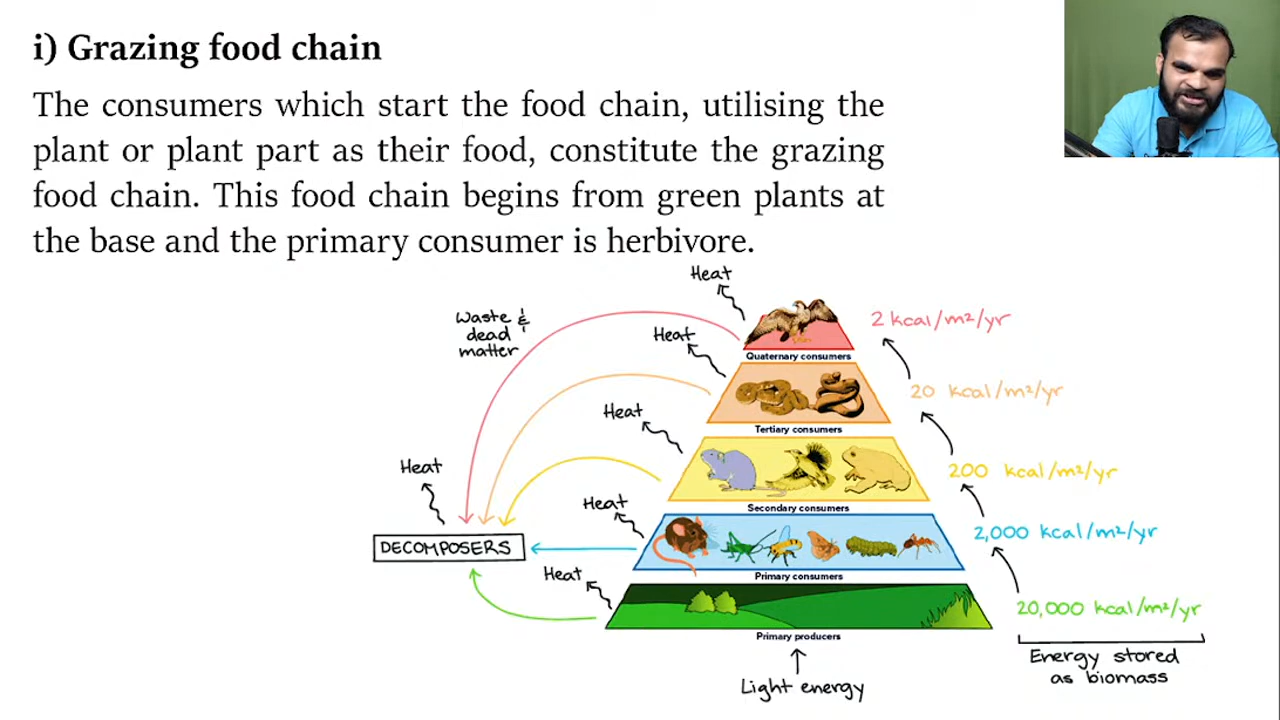 i) Grazing food chain
The consumers which start the food chain, utilising the
plant or plant part as their food, constitute the grazing
food chain. This food chain begins from green plants at
the base and the primary consumer is herbivore.
Heat
Waste &
dead
matter
2 kcal/m²/yr
Heat
Quaternary consumers
20 kcal/m²/yr
Heat
Tertiary consumers
Heat
200 kcal/m²/yr
Heat
Secondary consumers
2,000 kcal/m²/yr
DECOMPOSERS
Heat
Primary consumers
20,000 kcal/m²/yr
Primary producers
Energy stored
as biomass
Light energy